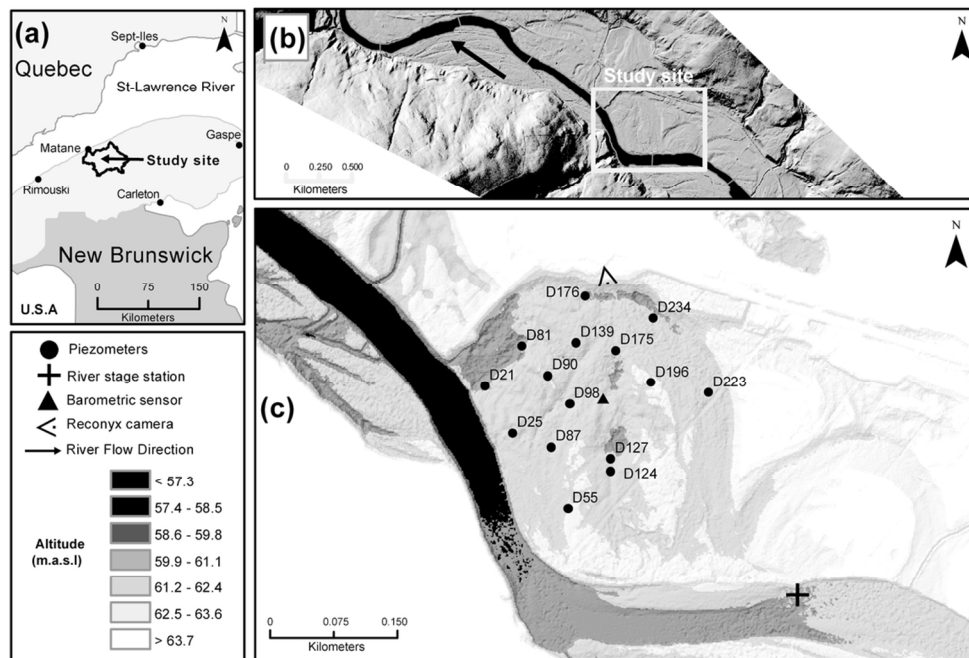 (a)
N
Sept-Iles
Quebec
St-Lawrence River
Gaspe
Matane
Study site
Rimouski
Carleton
New Brunswick
0 75 150
Kilometers
U.S.A
(b)
N
Study site
0 0.250 0.500
Kilometers
Piezometers
River stage station
Barometric sensor
Reconyx camera
River Flow Direction
Altitude
(m.a.s.l)
< 57.3
57.4 - 58.5
58.6 - 59.8
59.9 - 61.1
61.2 - 62.4
62.5 - 63.6
> 63.7
(c)
N
D176
D234
D81
D139
D175
D21
D90
D196
D223
D98
D25
D87
D127
D124
D55
0 0.075 0.150
Kilometers